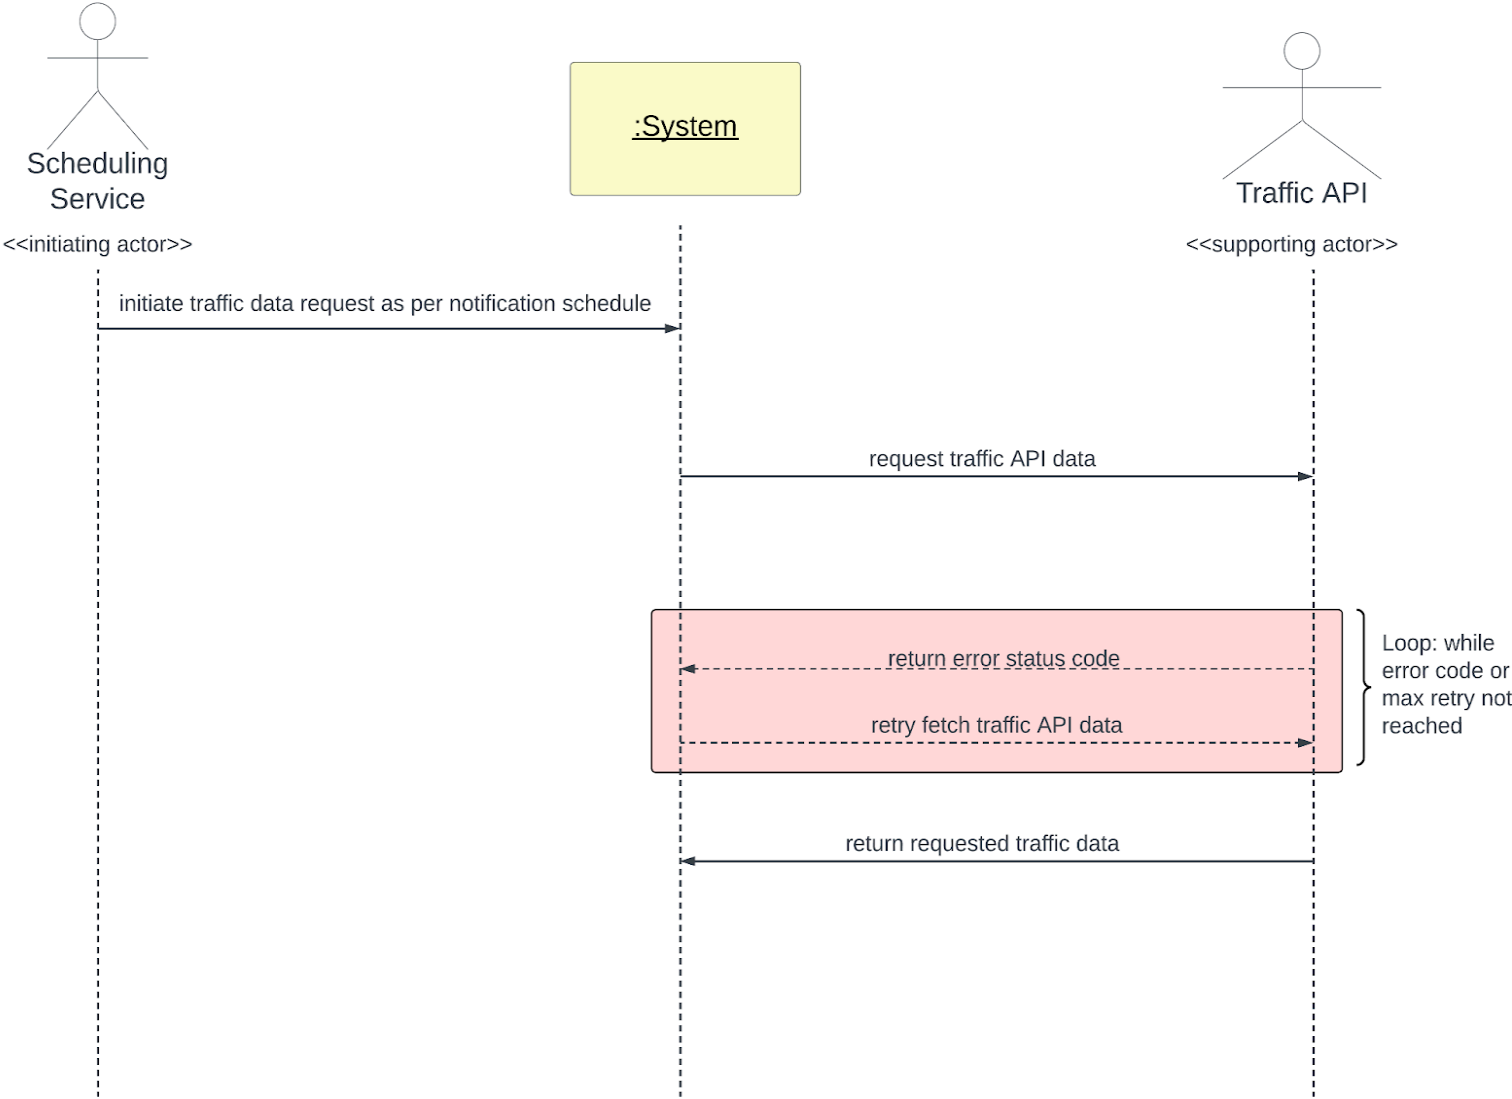 Scheduling
Service
<<initiating actor>>
:System
Traffic API
<<supporting actor>>
initiate traffic data request as per notification schedule
request traffic API data
return error status code
retry fetch traffic API data
Loop: while
error code or
max retry not
reached
return requested traffic data